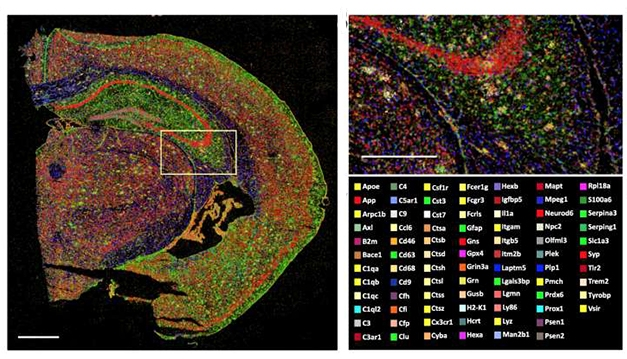 Apoe C4 Csf1r Fcer1g Hexb Mapt Rpl18a
App C5ar1 Cst3 Fcgr3 Igfbp5 Mpeg1 S100a6
Arpc1b C9 Cst7 Fcrls Il1a Neurod6 Serpina3
Axl Ccl6 Ctsa Gfap Itgam Npc2 Serping1
B2m Cd46 Ctsb Gns Itgb5 Olfml3 Slc1a3
Bace1 Cd63 Ctsd Gpx4 Itm2b Plek Syp
C1qa Cd68 Ctsh Grin3a Laptm5 Plp1 Tlr2
C1qb Cd9 Ctsl Grn Lgals3bp Pmch Trem2
C1qc Cfh Ctss Gusb Lgmn Prdx6 Tyrobp
C1ql2 Cfi Ctsz H2-K1 Ly86 Prox1 Vsir
C3 Cfp Cx3cr1 Hcrt Lyz Psen1
C3ar1 Clu Cyba Hexa Man2b1 Psen2